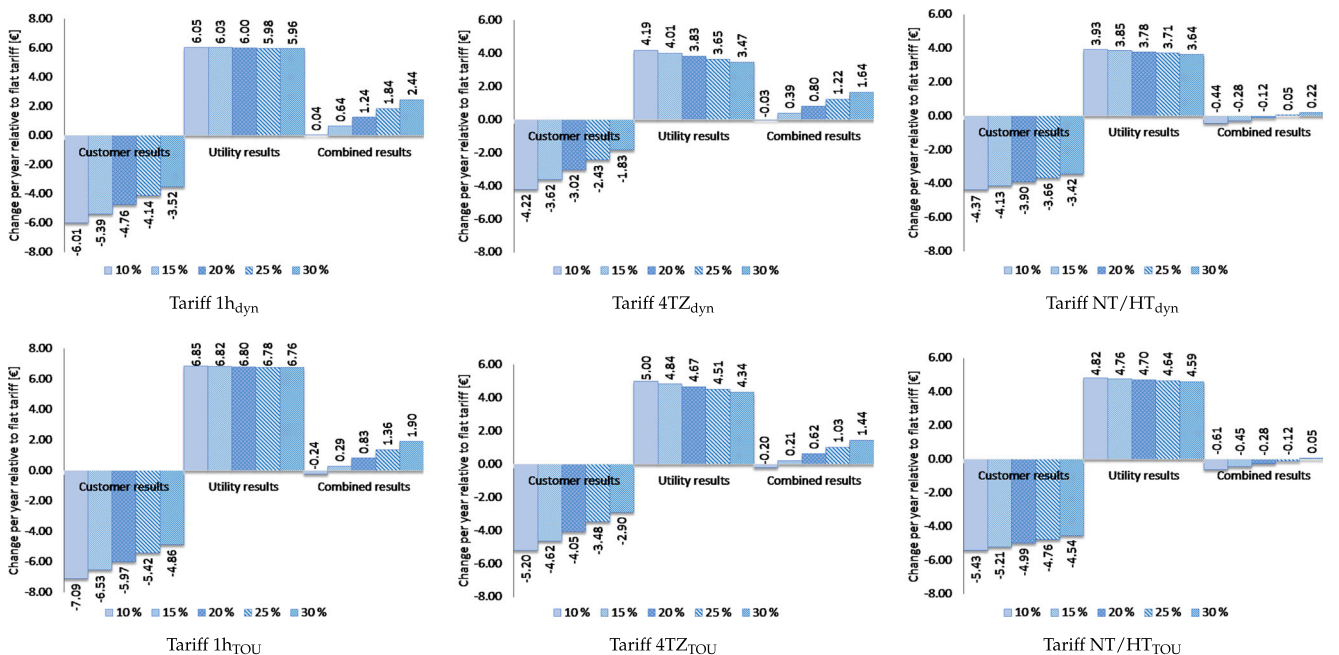 Change per year relative to flat tariff [€]
8.00
6.00
4.00
2.00
0.00
-2.00
-4.00
-6.00
-8.00
6.05 6.03 6.00 5.98 5.96
0.04 0.64 1.24 1.84 2.44
Customer results Utility results Combined results
-6.01 -5.39 -4.76 -4.14 -3.52
10 % 15 % 20 % 25 % 30 %
Tariff 1hdyn
Change per year relative to flat tariff [€]
6.00
4.00
2.00
0.00
-2.00
-4.00
-6.00
-8.00
4.19 4.01 3.83 3.65 3.47
-0.03 0.39 0.80 1.22 1.64
Customer results Utility results Combined results
-4.22 -3.62 -3.02 -2.43 -1.83
10 % 15 % 20 % 25 % 30 %
Tariff 4TZdyn
Change per year relative to flat tariff [€]
6.00
4.00
2.00
0.00
-2.00
-4.00
-6.00
-8.00
3.93 3.85 3.78 3.71 3.64
-0.44 -0.28 -0.12 0.05 0.22
Customer results Utility results Combined results
-4.37 -4.13 -3.90 -3.66 -3.42
10 % 15 % 20 % 25 % 30 %
Tariff NT/HTdyn
Change per year relative to flat tariff [€]
8.00
6.00
4.00
2.00
0.00
-2.00
-4.00
-6.00
-8.00
6.85 6.82 6.80 6.78 6.76
-0.24 0.29 0.83 1.36 1.90
Customer results Utility results Combined results
-7.09 -6.53 -5.97 -5.42 -4.86
10 % 15 % 20 % 25 % 30 %
Tariff 1hTOU
Change per year relative to flat tariff [€]
6.00
4.00
2.00
0.00
-2.00
-4.00
-6.00
-8.00
5.00 4.84 4.67 4.51 4.34
-0.20 0.21 0.62 1.03 1.44
Customer results Utility results Combined results
-5.20 -4.62 -4.05 -3.48 -2.90
10 % 15 % 20 % 25 % 30 %
Tariff 4TZTOU
Change per year relative to flat tariff [€]
6.00
4.00
2.00
0.00
-2.00
-4.00
-6.00
-8.00
4.82 4.76 4.70 4.64 4.59
-0.61 -0.45 -0.28 -0.12 0.05
Customer results Utility results Combined results
-5.43 -5.21 -4.99 -4.76 -4.54
10 % 15 % 20 % 25 % 30 %
Tariff NT/HTTOU